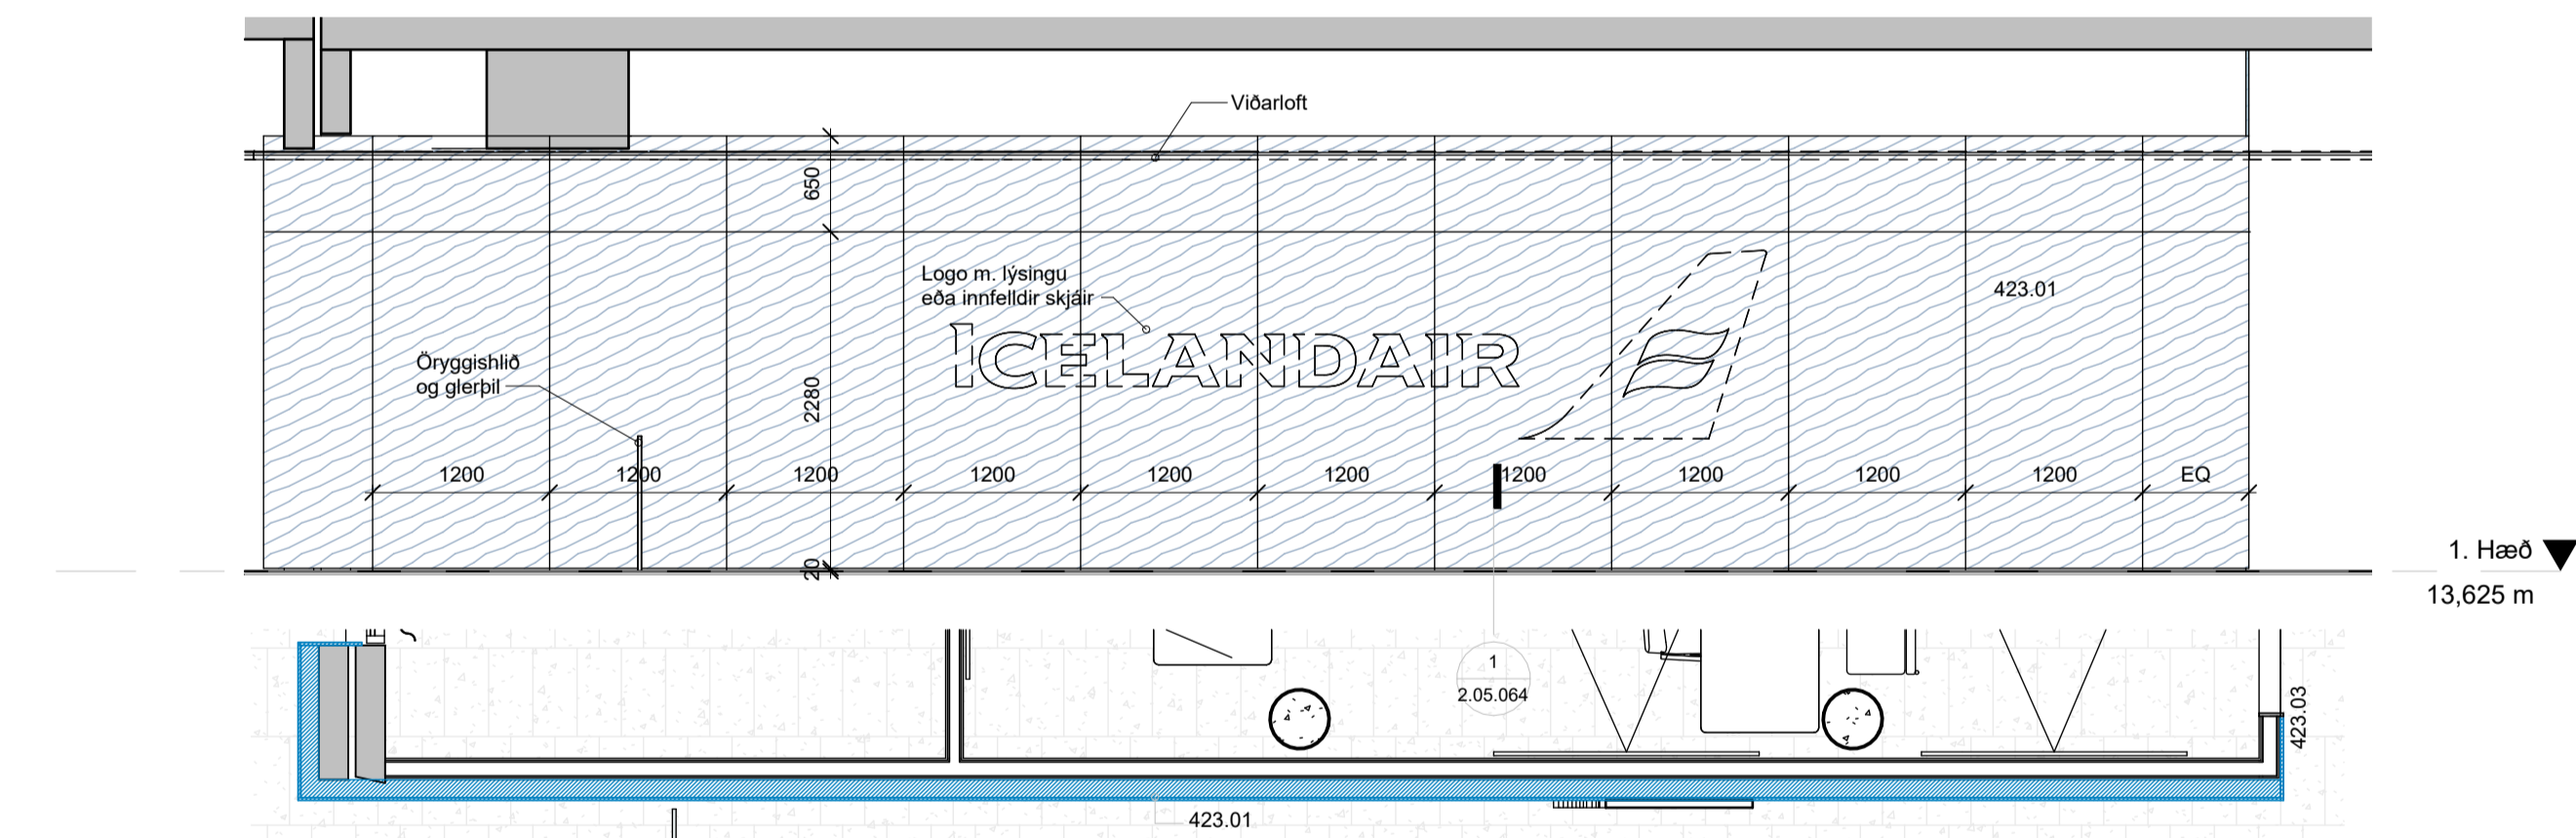 Viðarloft
650
Logo m. lýsingu
eða innfelldir skjáir
423.01
ICELANDAIR
Öryggishlið
og glerþil
2280
1200 1200 1200 1200 1200 1200 1200 1200 1200 1200 EQ
20
1. Hæð
13,625 m
1
2.05.064
423.03
423.01